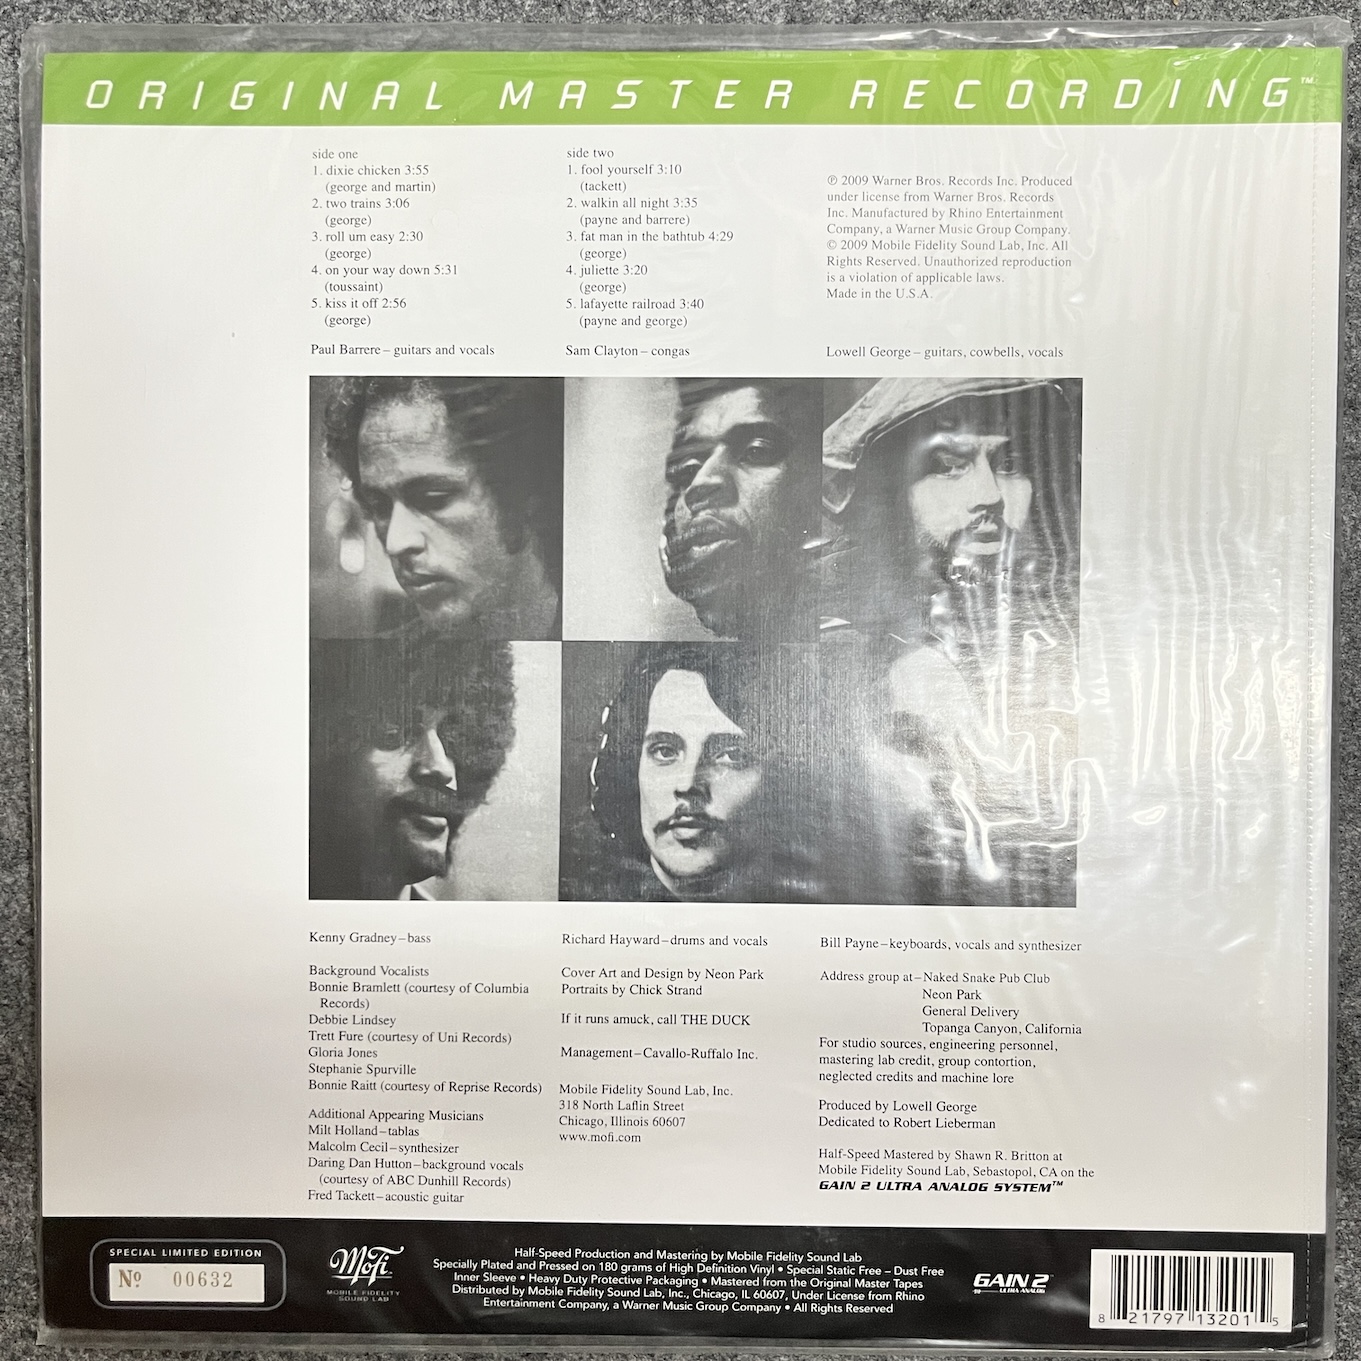 ORIGINAL MASTER RECORDING™
side one
1. dixie chicken 3:55
(george and martin)
2. two trains 3:06
(george)
3. roll um easy 2:30
(george)
4. on your way down 5:31
(toussaint)
5. kiss it off 2:56
(george)
side two
1. fool yourself 3:10
(tackett)
2. walkin all night 3:35
(payne and barrere)
3. fat man in the bathtub 4:29
(george)
4. juliette 3:20
(george)
5. lafayette railroad 3:40
(payne and george)
℗ 2009 Warner Bros. Records Inc. Produced
under license from Warner Bros. Records
Inc. Manufactured by Rhino Entertainment
Company, a Warner Music Group Company.
© 2009 Mobile Fidelity Sound Lab, Inc. All
Rights Reserved. Unauthorized reproduction
is a violation of applicable laws.
Made in the U.S.A.
Paul Barrere – guitars and vocals
Sam Clayton – congas
Lowell George – guitars, cowbells, vocals
Kenny Gradney – bass
Richard Hayward – drums and vocals
Bill Payne – keyboards, vocals and synthesizer
Background Vocalists
Bonnie Bramlett (courtesy of Columbia
Records)
Debbie Lindsey
Trett Fure (courtesy of Uni Records)
Gloria Jones
Stephanie Spurville
Bonnie Raitt (courtesy of Reprise Records)
Additional Appearing Musicians
Milt Holland – tablas
Malcolm Cecil – synthesizer
Daring Dan Hutton – background vocals
(courtesy of ABC Dunhill Records)
Fred Tackett – acoustic guitar
Cover Art and Design by Neon Park
Portraits by Chick Strand
If it runs amuck, call THE DUCK
Management – Cavallo-Ruffalo Inc.
Mobile Fidelity Sound Lab, Inc.
318 North Laflin Street
Chicago, Illinois 60607
www.mofi.com
Address group at – Naked Snake Pub Club
Neon Park
General Delivery
Topanga Canyon, California
For studio sources, engineering personnel,
mastering lab credit, group contortion,
neglected credits and machine lore
Produced by Lowell George
Dedicated to Robert Lieberman
Half-Speed Mastered by Shawn R. Britton at
Mobile Fidelity Sound Lab, Sebastopol, CA on the
GAIN 2 ULTRA ANALOG SYSTEM™
SPECIAL LIMITED EDITION
Nº 00632
MoFi
MOBILE FIDELITY
SOUND LAB
Half-Speed Production and Mastering by Mobile Fidelity Sound Lab
Specially Plated and Pressed on 180 grams of High Definition Vinyl • Special Static Free – Dust Free
Inner Sleeve • Heavy Duty Protective Packaging • Mastered from the Original Master Tapes
Distributed by Mobile Fidelity Sound Lab, Inc., Chicago, IL 60607, Under License from Rhino
Entertainment Company, a Warner Music Group Company • All Rights Reserved
GAIN 2
ULTRA ANALOG
8 21797 13201 5